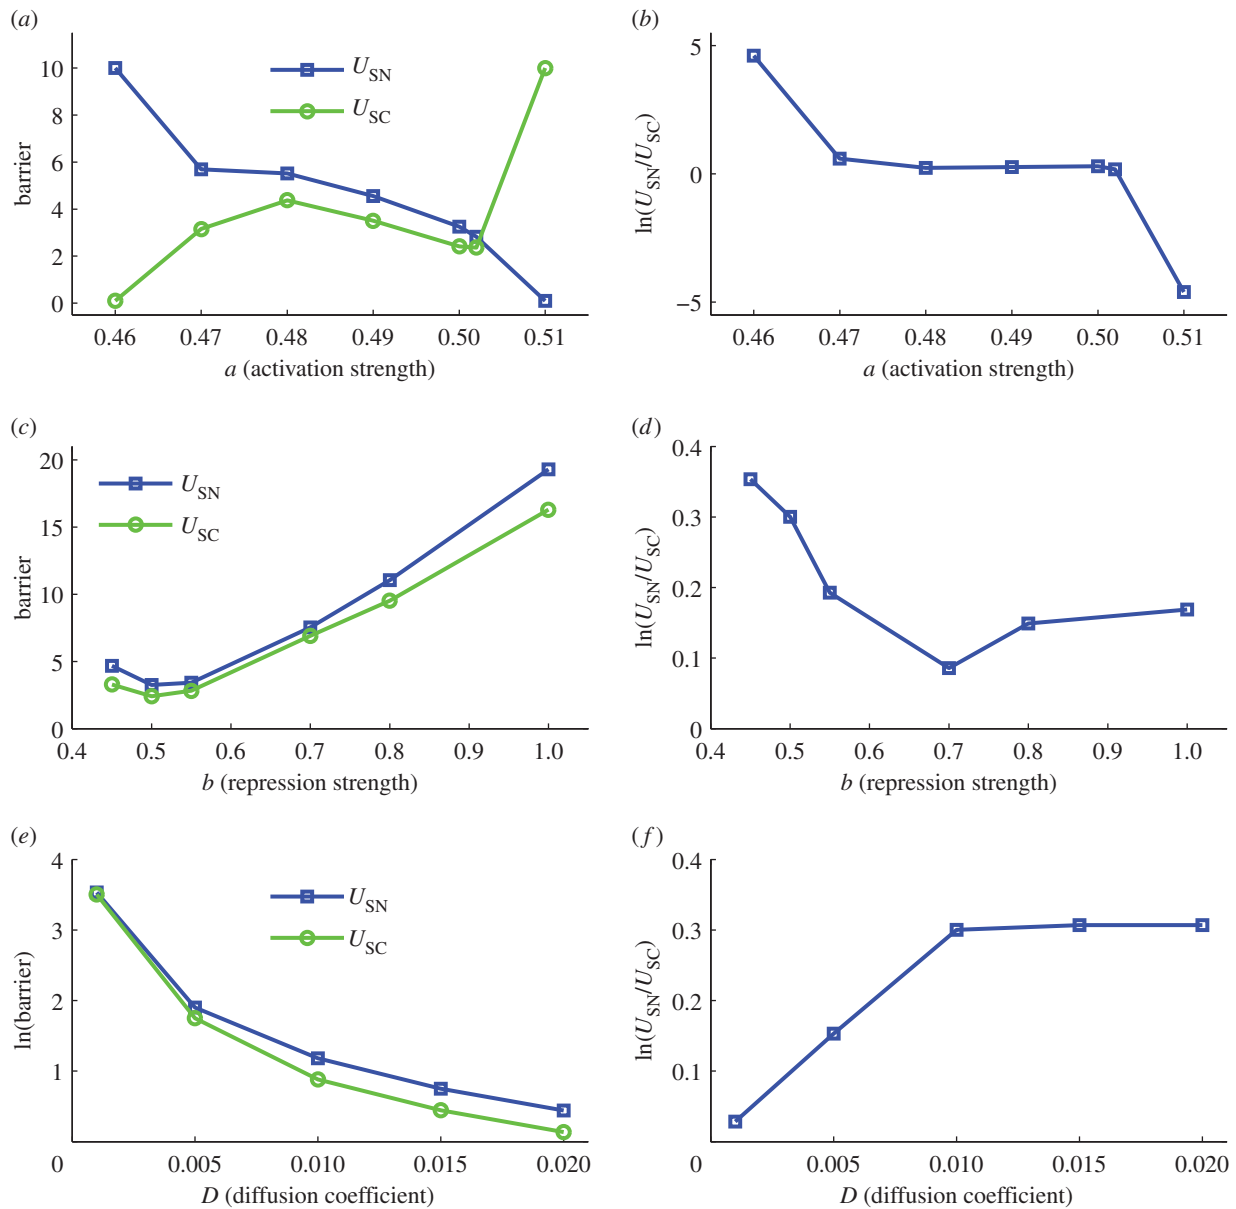 (a)
U_SN
U_SC
barrier
10
8
6
4
2
0
0.46 0.47 0.48 0.49 0.50 0.51
a (activation strength)
(b)
ln(U_SN/U_SC)
5
0
−5
0.46 0.47 0.48 0.49 0.50 0.51
a (activation strength)
(c)
U_SN
U_SC
barrier
20
15
10
5
0
0.4 0.5 0.6 0.7 0.8 0.9 1.0
b (repression strength)
(d)
ln(U_SN/U_SC)
0.4
0.3
0.2
0.1
0
0.4 0.5 0.6 0.7 0.8 0.9 1.0
b (repression strength)
(e)
U_SN
U_SC
ln(barrier)
4
3
2
1
0 0.005 0.010 0.015 0.020
D (diffusion coefficient)
(f)
ln(U_SN/U_SC)
0.4
0.3
0.2
0.1
0 0.005 0.010 0.015 0.020
D (diffusion coefficient)